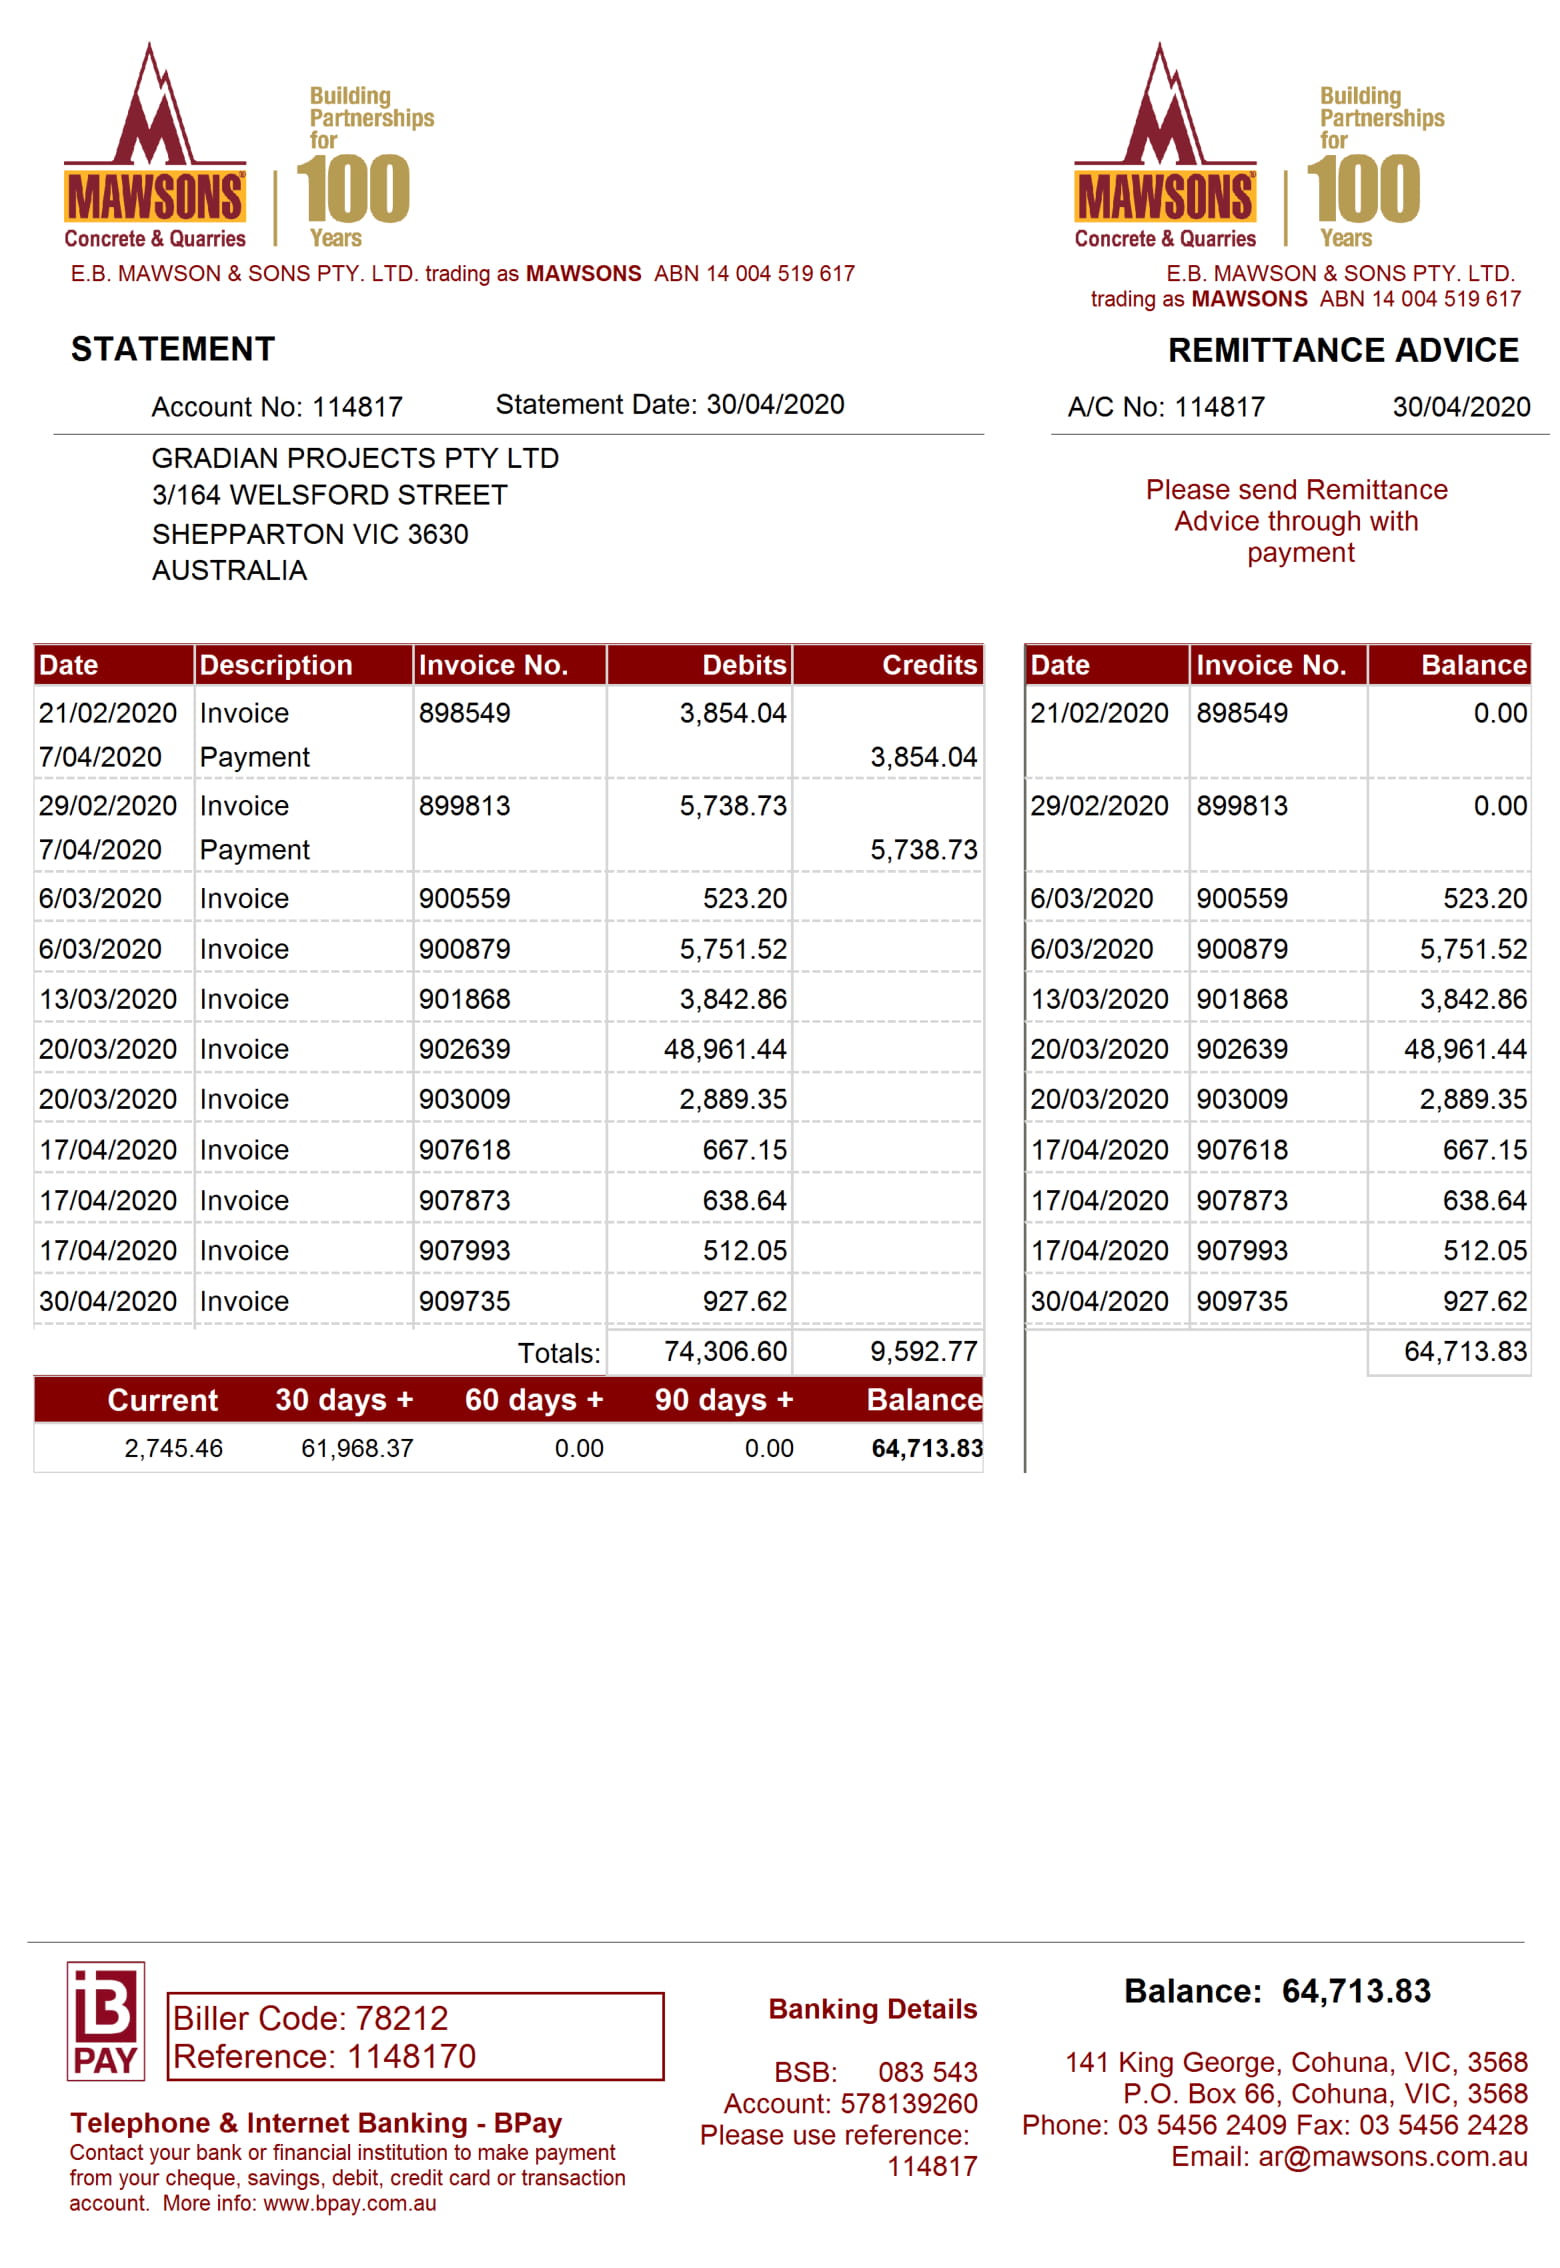 Building
Partnerships
for
100
Years
MAWSONS
Concrete & Quarries
E.B. MAWSON & SONS PTY. LTD. trading as MAWSONS ABN 14 004 519 617
STATEMENT
Account No: 114817 Statement Date: 30/04/2020
GRADIAN PROJECTS PTY LTD
3/164 WELSFORD STREET
SHEPPARTON VIC 3630
AUSTRALIA
Building
Partnerships
for
100
Years
MAWSONS
Concrete & Quarries
E.B. MAWSON & SONS PTY. LTD.
trading as MAWSONS ABN 14 004 519 617
REMITTANCE ADVICE
A/C No: 114817 30/04/2020
Please send Remittance
Advice through with
payment
Date Description Invoice No. Debits Credits
21/02/2020 Invoice 898549 3,854.04
7/04/2020 Payment 3,854.04
29/02/2020 Invoice 899813 5,738.73
7/04/2020 Payment 5,738.73
6/03/2020 Invoice 900559 523.20
6/03/2020 Invoice 900879 5,751.52
13/03/2020 Invoice 901868 3,842.86
20/03/2020 Invoice 902639 48,961.44
20/03/2020 Invoice 903009 2,889.35
17/04/2020 Invoice 907618 667.15
17/04/2020 Invoice 907873 638.64
17/04/2020 Invoice 907993 512.05
30/04/2020 Invoice 909735 927.62
Totals: 74,306.60 9,592.77
Current 30 days + 60 days + 90 days + Balance
2,745.46 61,968.37 0.00 0.00 64,713.83
Date Invoice No. Balance
21/02/2020 898549 0.00
29/02/2020 899813 0.00
6/03/2020 900559 523.20
6/03/2020 900879 5,751.52
13/03/2020 901868 3,842.86
20/03/2020 902639 48,961.44
20/03/2020 903009 2,889.35
17/04/2020 907618 667.15
17/04/2020 907873 638.64
17/04/2020 907993 512.05
30/04/2020 909735 927.62
64,713.83
B
PAY
Biller Code: 78212
Reference: 1148170
Telephone & Internet Banking - BPay
Contact your bank or financial institution to make payment
from your cheque, savings, debit, credit card or transaction
account. More info: www.bpay.com.au
Banking Details
BSB: 083 543
Account: 578139260
Please use reference:
114817
Balance: 64,713.83
141 King George, Cohuna, VIC, 3568
P.O. Box 66, Cohuna, VIC, 3568
Phone: 03 5456 2409 Fax: 03 5456 2428
Email: ar@mawsons.com.au